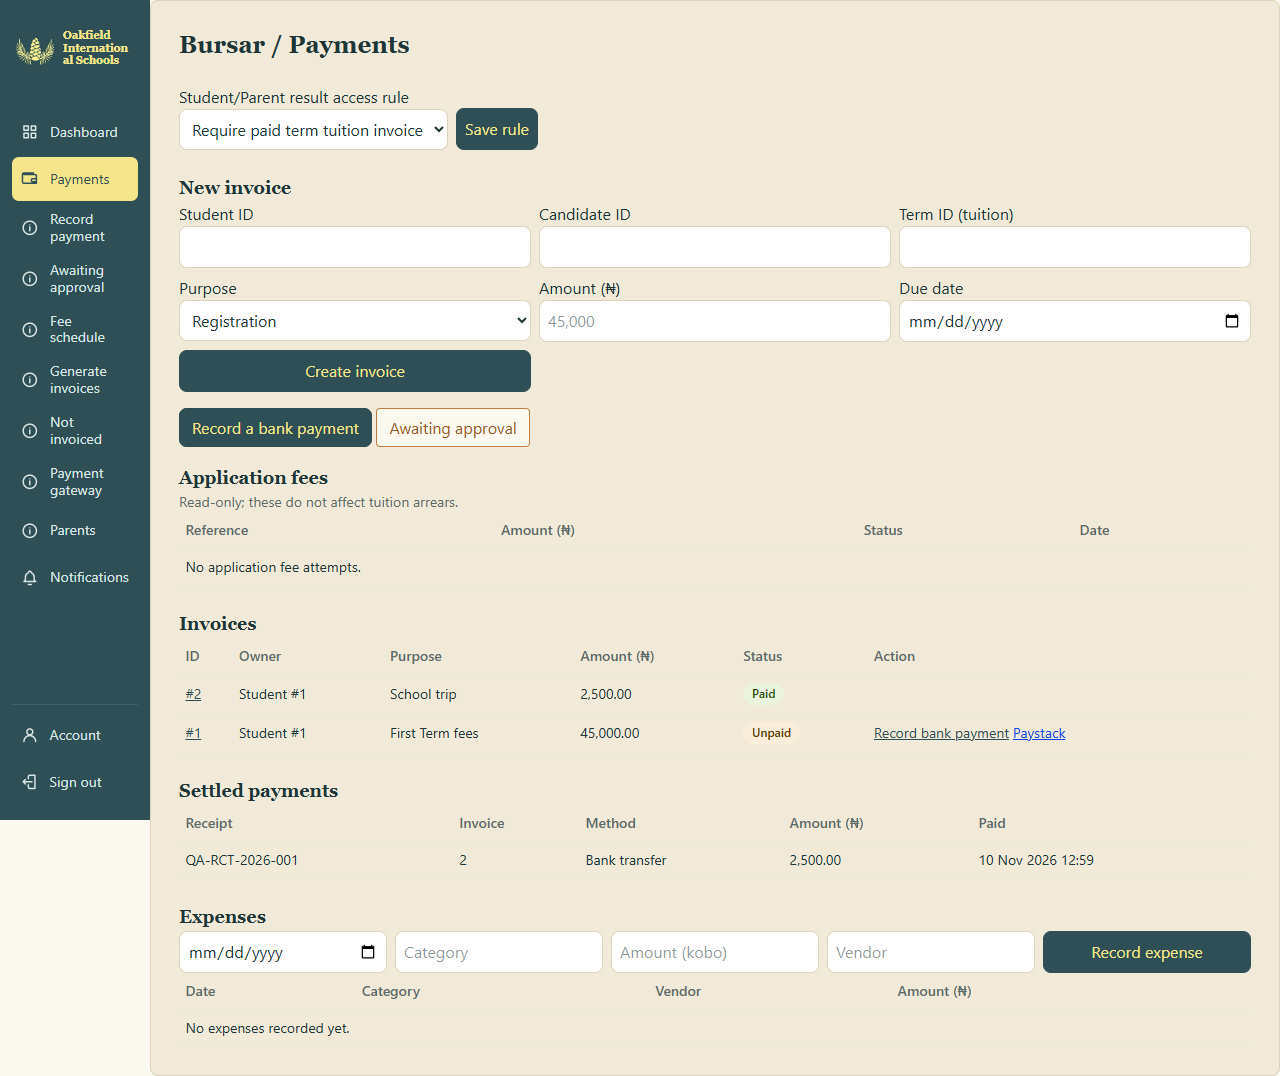 Oakfield
Internation
al Schools
Dashboard
Payments
Record
payment
Awaiting
approval
Fee
schedule
Generate
invoices
Not
invoiced
Payment
gateway
Parents
Notifications
Account
Sign out
Bursar / Payments
Student/Parent result access rule
Require paid term tuition invoice
Save rule
New invoice
Student ID Candidate ID Term ID (tuition)
Purpose Amount (₦) Due date
Registration 45,000 mm/dd/yyyy
Create invoice
Record a bank payment Awaiting approval
Application fees
Read-only; these do not affect tuition arrears.
Reference Amount (₦) Status Date
No application fee attempts.
Invoices
ID Owner Purpose Amount (₦) Status Action
#2 Student #1 School trip 2,500.00 Paid
#1 Student #1 First Term fees 45,000.00 Unpaid Record bank payment Paystack
Settled payments
Receipt Invoice Method Amount (₦) Paid
QA-RCT-2026-001 2 Bank transfer 2,500.00 10 Nov 2026 12:59
Expenses
mm/dd/yyyy Category Amount (kobo) Vendor Record expense
Date Category Vendor Amount (₦)
No expenses recorded yet.